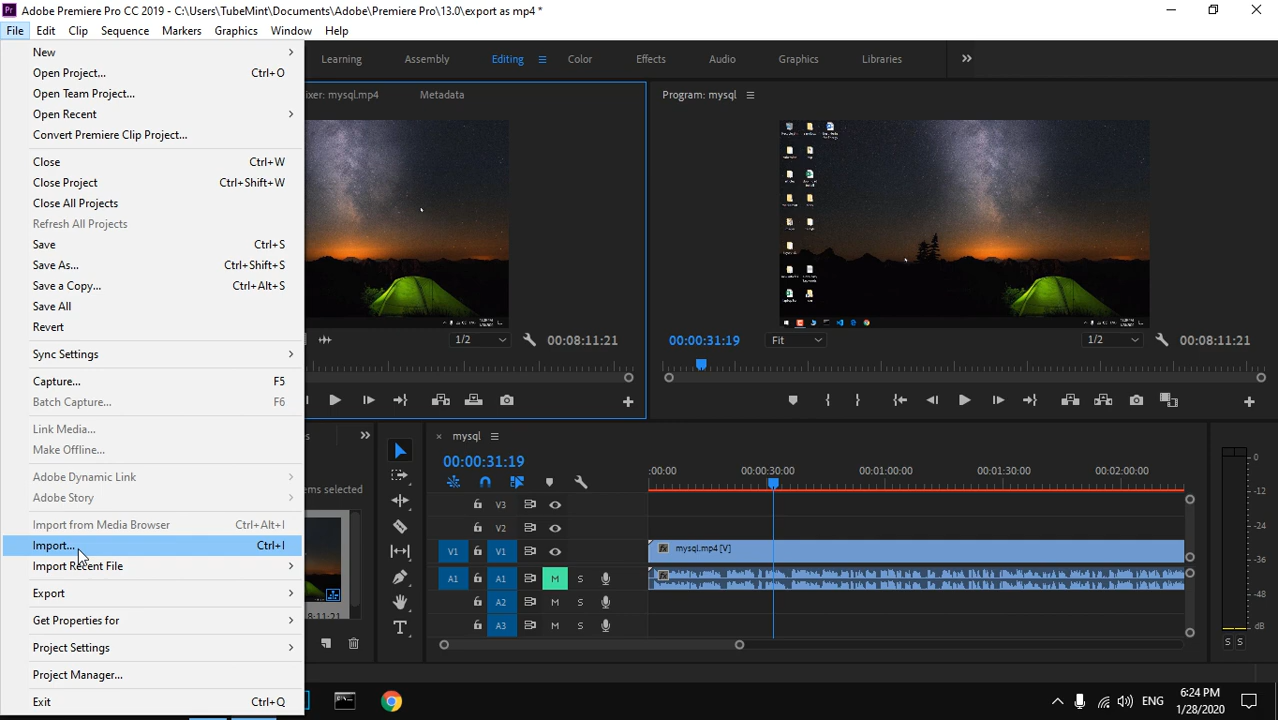 Pr Adobe Premiere Pro CC 2019 - C:\Users\TubeMint\Documents\Adobe\Premiere Pro\13.0\export as mp4 *
File Edit Clip Sequence Markers Graphics Window Help
Learning Assembly Editing Color Effects Audio Graphics Libraries
New
Open Project... Ctrl+O
Open Team Project...
Open Recent
Convert Premiere Clip Project...
Close Ctrl+W
Close Project Ctrl+Shift+W
Close All Projects
Refresh All Projects
Save Ctrl+S
Save As... Ctrl+Shift+S
Save a Copy... Ctrl+Alt+S
Save All
Revert
Sync Settings
Capture... F5
Batch Capture... F6
Link Media...
Make Offline...
Adobe Dynamic Link
Adobe Story
Import from Media Browser Ctrl+Alt+I
Import... Ctrl+I
Import Recent File
Export
Get Properties for
Project Settings
Project Manager...
Exit Ctrl+Q
ixer: mysql.mp4 Metadata
1/2 00:08:11:21
Program: mysql
00:00:31:19 Fit 1/2 00:08:11:21
ems selected
mysql
00:00:31:19
:00:00 00:00:30:00 00:01:00:00 00:01:30:00 00:02:00:00
V3
V2
V1 V1 mysql.mp4 [V]
A1 A1 M S
A2 M S
A3 M S
0
-12
-24
-36
-48
dB
S S
ENG
6:24 PM
1/28/2020